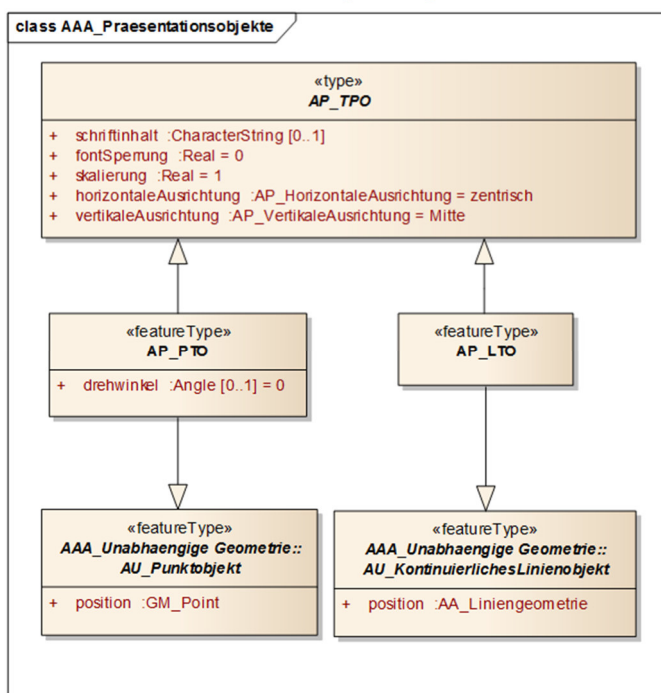 class AAA_Praesentationsobjekte
«type»
AP_TPO
+ schriftinhalt :CharacterString [0..1]
+ fontSperrung :Real = 0
+ skalierung :Real = 1
+ horizontaleAusrichtung :AP_HorizontaleAusrichtung = zentrisch
+ vertikaleAusrichtung :AP_VertikaleAusrichtung = Mitte
«featureType»
AP_PTO
+ drehwinkel :Angle [0..1] = 0
«featureType»
AP_LTO
«featureType»
AAA_Unabhaengige Geometrie::
AU_Punktobjekt
+ position :GM_Point
«featureType»
AAA_Unabhaengige Geometrie::
AU_KontinuierlichesLinienobjekt
+ position :AA_Liniengeometrie